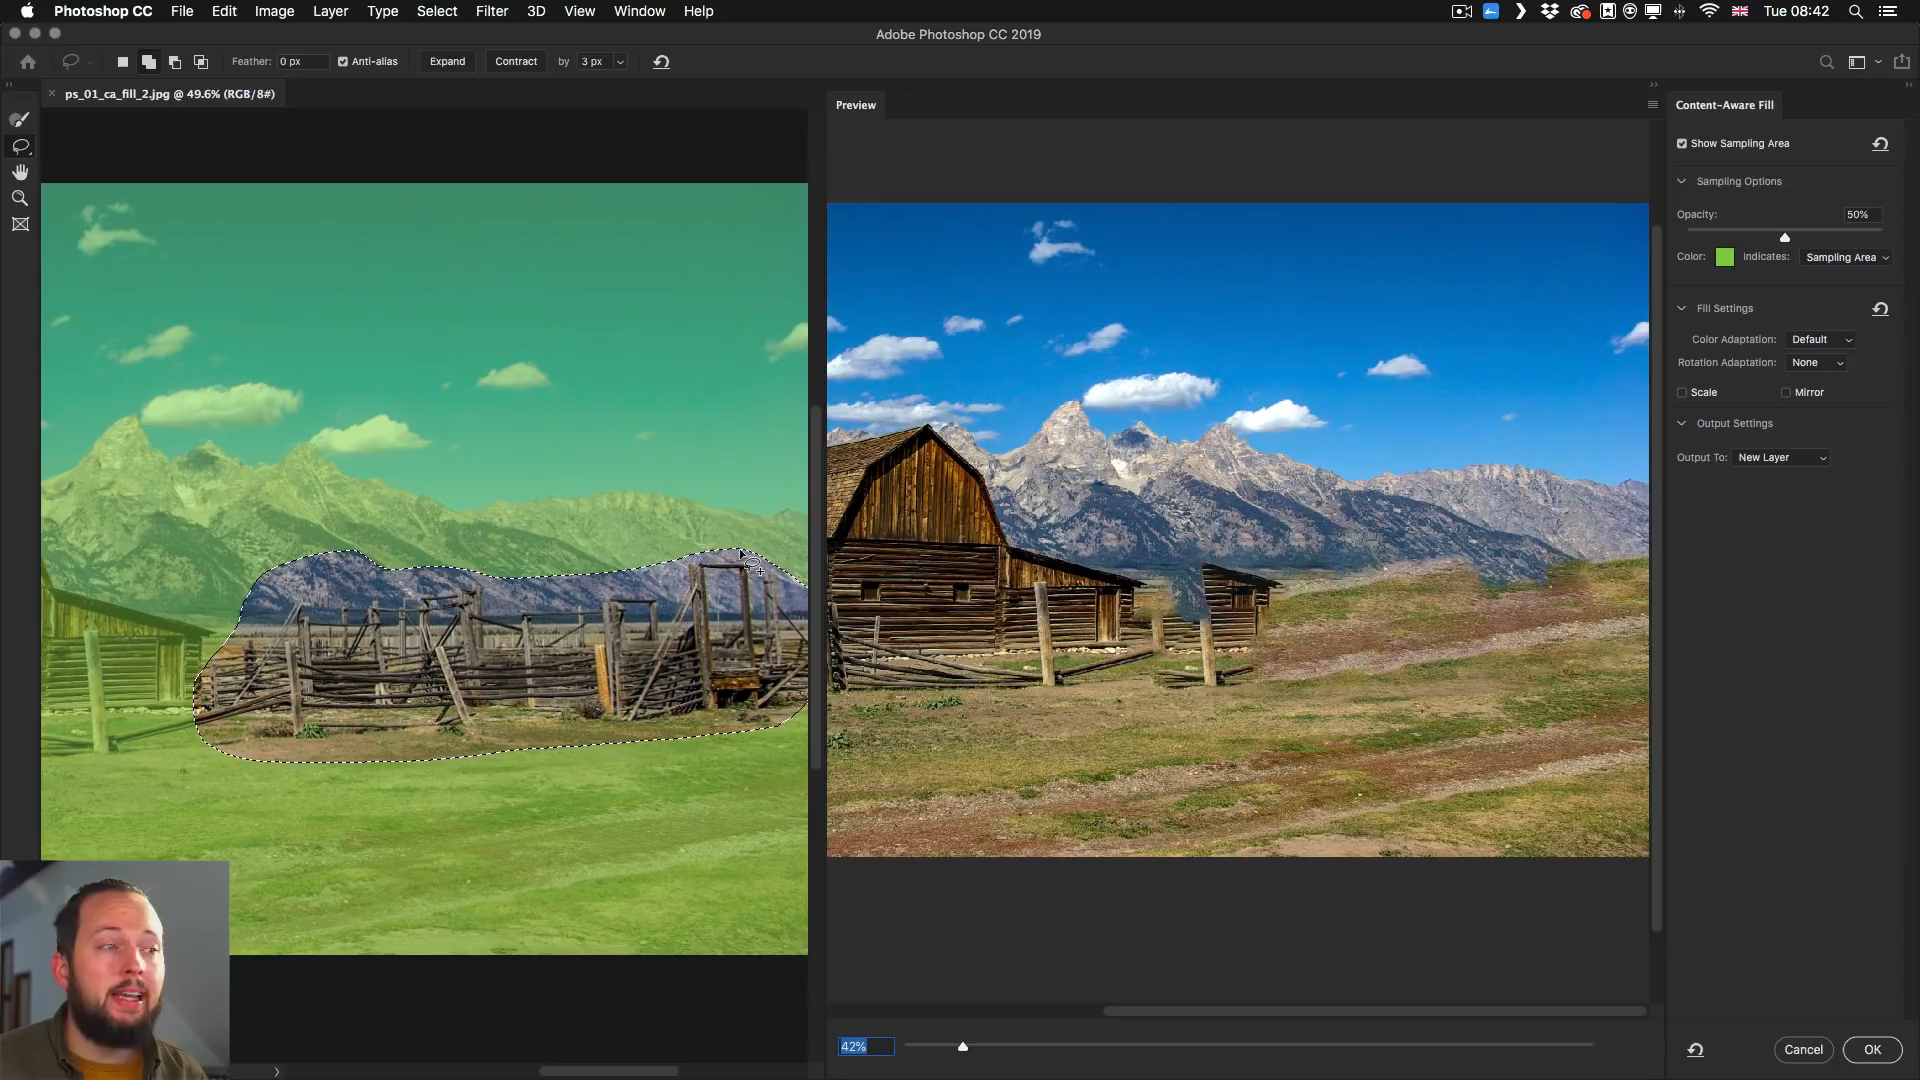 Photoshop CC File Edit Image Layer Type Select Filter 3D View Window Help Tue 08:42
Adobe Photoshop CC 2019
Feather: 0 px Anti-alias Expand Contract by 3 px
ps_01_ca_fill_2.jpg @ 49.6% (RGB/8#)
Preview
Content-Aware Fill
Show Sampling Area
Sampling Options
Opacity: 50%
Color: Indicates: Sampling Area
Fill Settings
Color Adaptation: Default
Rotation Adaptation: None
Scale Mirror
Output Settings
Output To: New Layer
42%
Cancel OK